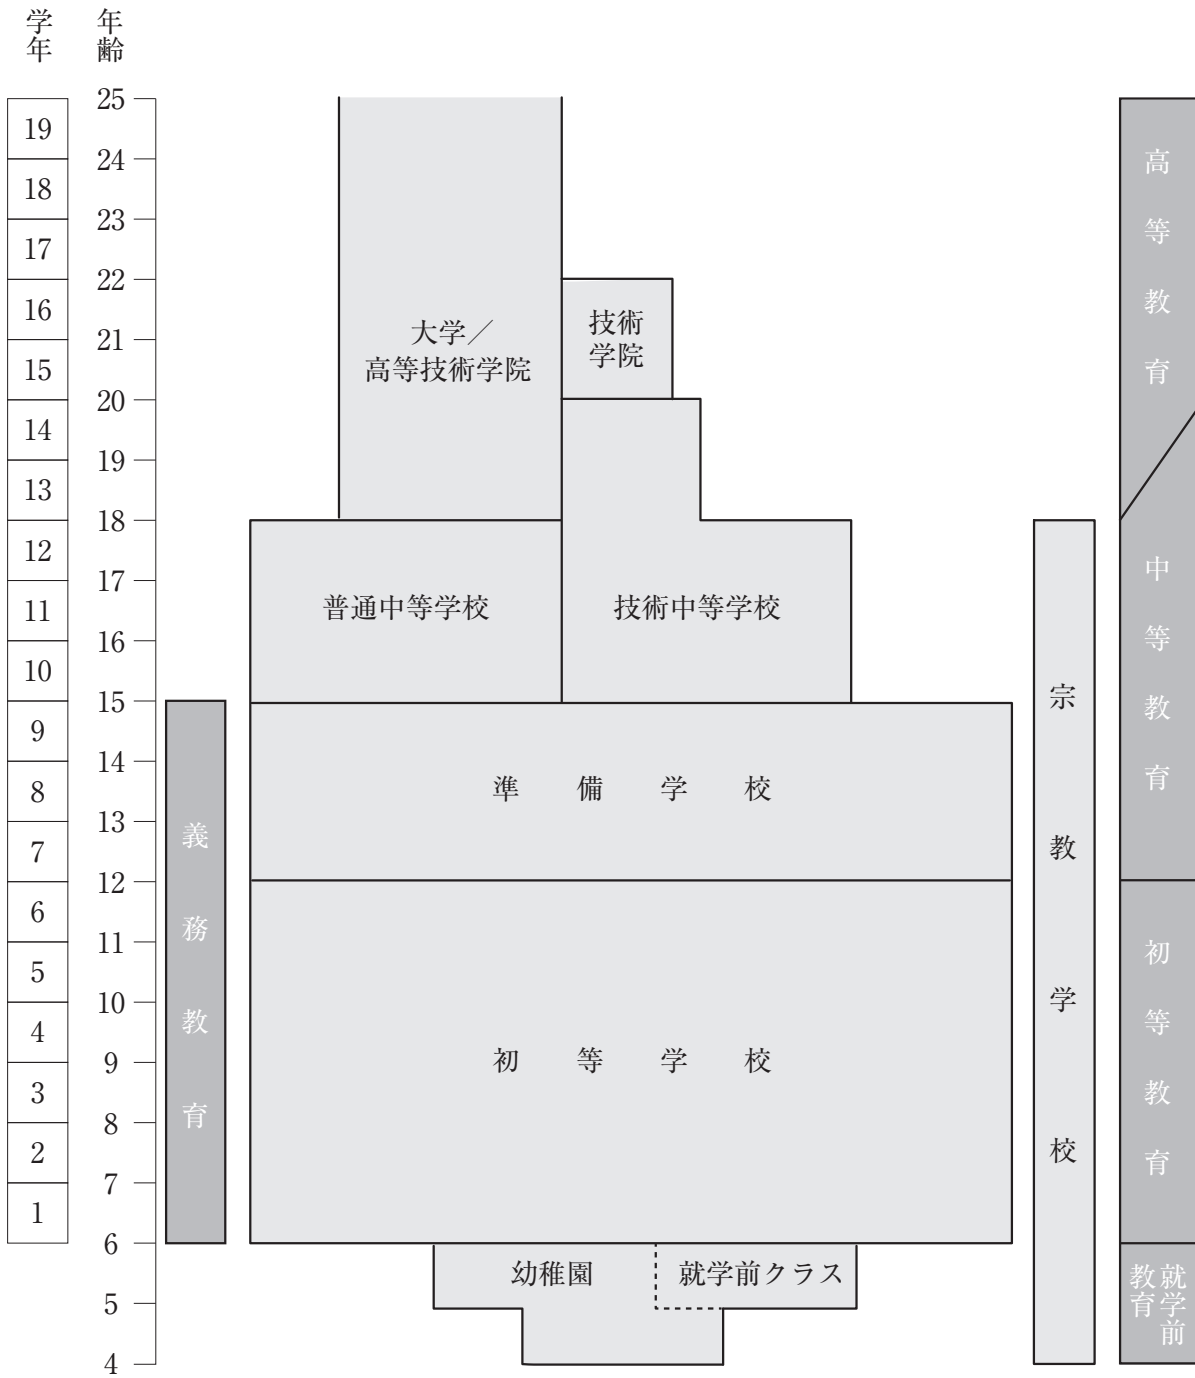 学年
年齢
19
18
17
16
15
14
13
12
11
10
9
8
7
6
5
4
3
2
1
25
24
23
22
21
20
19
18
17
16
15
14
13
12
11
10
9
8
7
6
5
4
義務教育
大学／
高等技術学院
技術
学院
普通中等学校
技術中等学校
準備学校
初等学校
幼稚園
就学前クラス
宗教学校
高等教育
中等教育
初等教育
就学前
教育